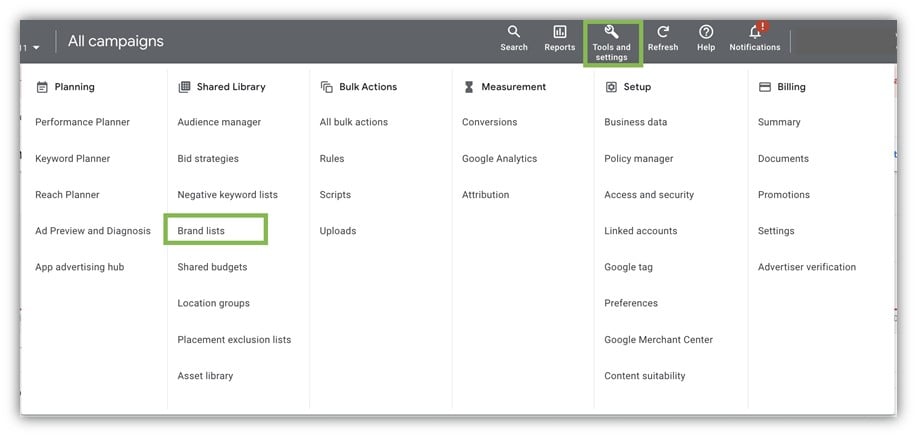 11
All campaigns
Search
Reports
Tools and
settings
Refresh
Help
!
Notifications
Planning
Performance Planner
Keyword Planner
Reach Planner
Ad Preview and Diagnosis
App advertising hub
Shared Library
Audience manager
Bid strategies
Negative keyword lists
Brand lists
Shared budgets
Location groups
Placement exclusion lists
Asset library
Bulk Actions
All bulk actions
Rules
Scripts
Uploads
Measurement
Conversions
Google Analytics
Attribution
Setup
Business data
Policy manager
Access and security
Linked accounts
Google tag
Preferences
Google Merchant Center
Content suitability
Billing
Summary
Documents
Promotions
Settings
Advertiser verification